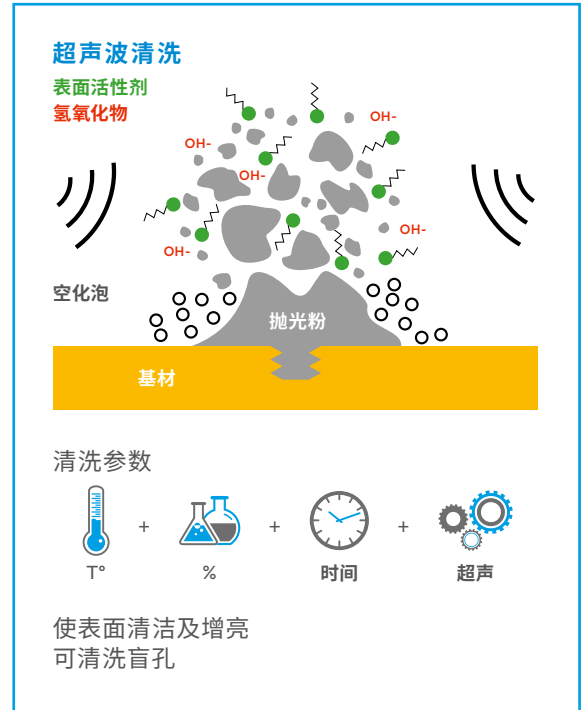 超声波清洗
表面活性剂
氢氧化物
OH-
OH-
OH-
OH-
OH-
空化泡
抛光粉
基材
清洗参数
+ + +
T° % 时间 超声
使表面清洁及增亮
可清洗盲孔